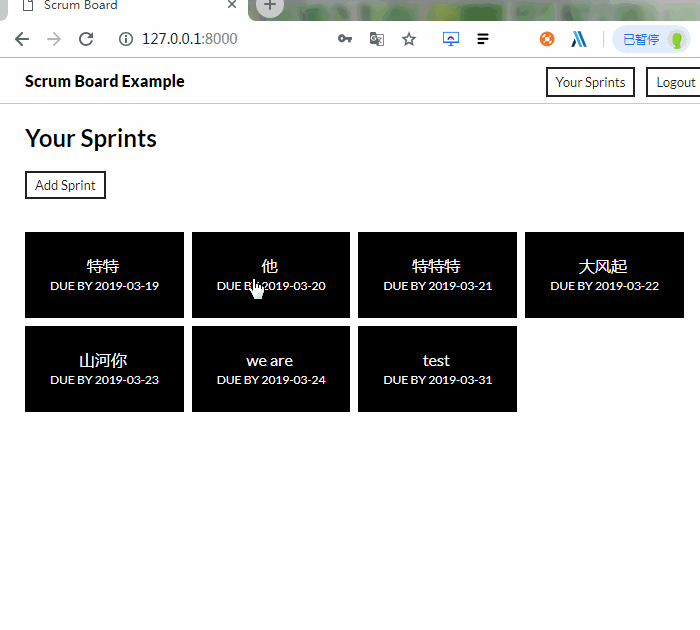 Scrum Board
127.0.0.1:8000
已暂停
Scrum Board Example
Your Sprints
Logout
Your Sprints
Add Sprint
特特
DUE BY 2019-03-19
他
DUE BY 2019-03-20
特特特
DUE BY 2019-03-21
大风起
DUE BY 2019-03-22
山河你
DUE BY 2019-03-23
we are
DUE BY 2019-03-24
test
DUE BY 2019-03-31